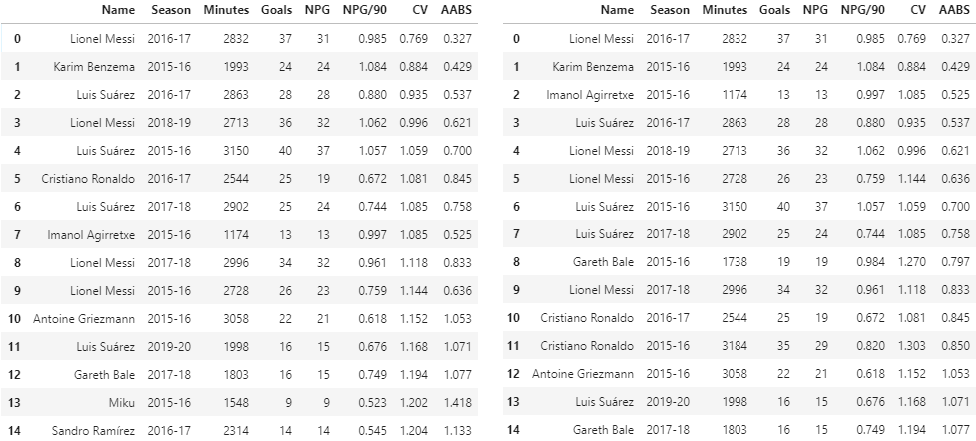 Name Season Minutes Goals NPG NPG/90 CV AABS
0 Lionel Messi 2016-17 2832 37 31 0.985 0.769 0.327
1 Karim Benzema 2015-16 1993 24 24 1.084 0.884 0.429
2 Luis Suárez 2016-17 2863 28 28 0.880 0.935 0.537
3 Lionel Messi 2018-19 2713 36 32 1.062 0.996 0.621
4 Luis Suárez 2015-16 3150 40 37 1.057 1.059 0.700
5 Cristiano Ronaldo 2016-17 2544 25 19 0.672 1.081 0.845
6 Luis Suárez 2017-18 2902 25 24 0.744 1.085 0.758
7 Imanol Agirretxe 2015-16 1174 13 13 0.997 1.085 0.525
8 Lionel Messi 2017-18 2996 34 32 0.961 1.118 0.833
9 Lionel Messi 2015-16 2728 26 23 0.759 1.144 0.636
10 Antoine Griezmann 2015-16 3058 22 21 0.618 1.152 1.053
11 Luis Suárez 2019-20 1998 16 15 0.676 1.168 1.071
12 Gareth Bale 2017-18 1803 16 15 0.749 1.194 1.077
13 Miku 2015-16 1548 9 9 0.523 1.202 1.418
14 Sandro Ramírez 2016-17 2314 14 14 0.545 1.204 1.133
Name Season Minutes Goals NPG NPG/90 CV AABS
0 Lionel Messi 2016-17 2832 37 31 0.985 0.769 0.327
1 Karim Benzema 2015-16 1993 24 24 1.084 0.884 0.429
2 Imanol Agirretxe 2015-16 1174 13 13 0.997 1.085 0.525
3 Luis Suárez 2016-17 2863 28 28 0.880 0.935 0.537
4 Lionel Messi 2018-19 2713 36 32 1.062 0.996 0.621
5 Lionel Messi 2015-16 2728 26 23 0.759 1.144 0.636
6 Luis Suárez 2015-16 3150 40 37 1.057 1.059 0.700
7 Luis Suárez 2017-18 2902 25 24 0.744 1.085 0.758
8 Gareth Bale 2015-16 1738 19 19 0.984 1.270 0.797
9 Lionel Messi 2017-18 2996 34 32 0.961 1.118 0.833
10 Cristiano Ronaldo 2016-17 2544 25 19 0.672 1.081 0.845
11 Cristiano Ronaldo 2015-16 3184 35 29 0.820 1.303 0.850
12 Antoine Griezmann 2015-16 3058 22 21 0.618 1.152 1.053
13 Luis Suárez 2019-20 1998 16 15 0.676 1.168 1.071
14 Gareth Bale 2017-18 1803 16 15 0.749 1.194 1.077